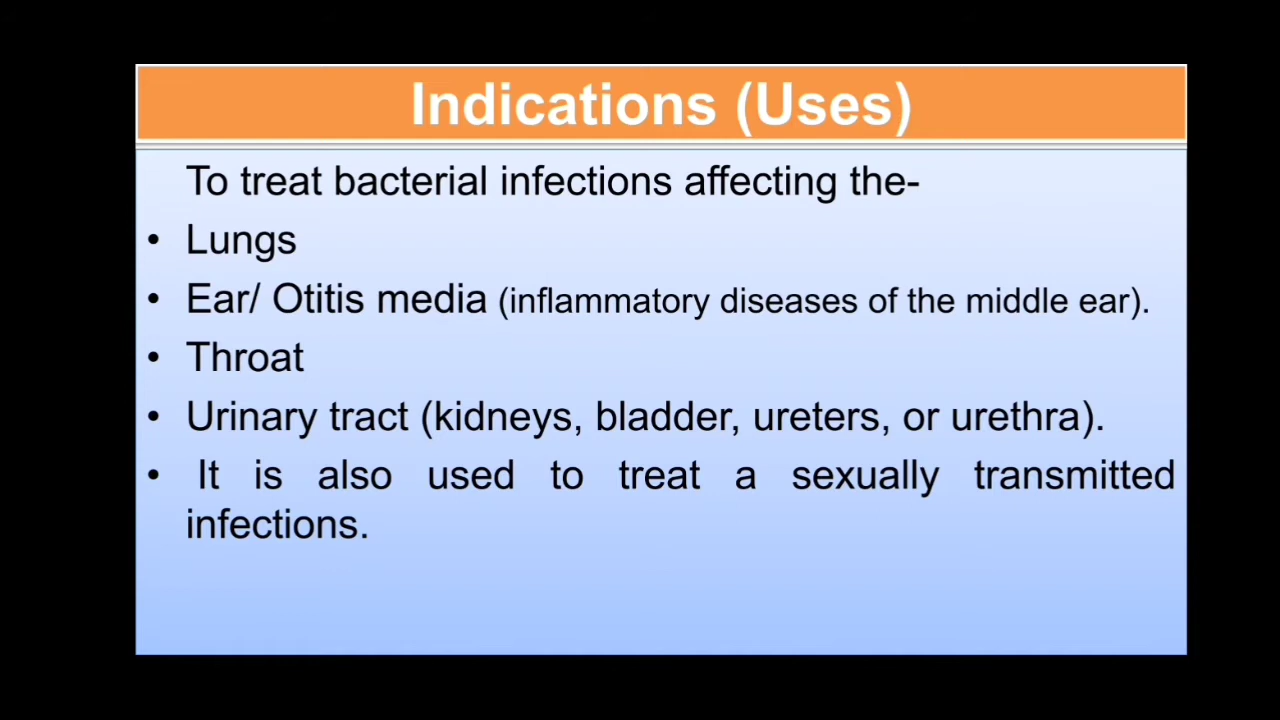 Indications (Uses)
To treat bacterial infections affecting the-
• Lungs
• Ear/ Otitis media (inflammatory diseases of the middle ear).
• Throat
• Urinary tract (kidneys, bladder, ureters, or urethra).
• It is also used to treat a sexually transmitted
infections.